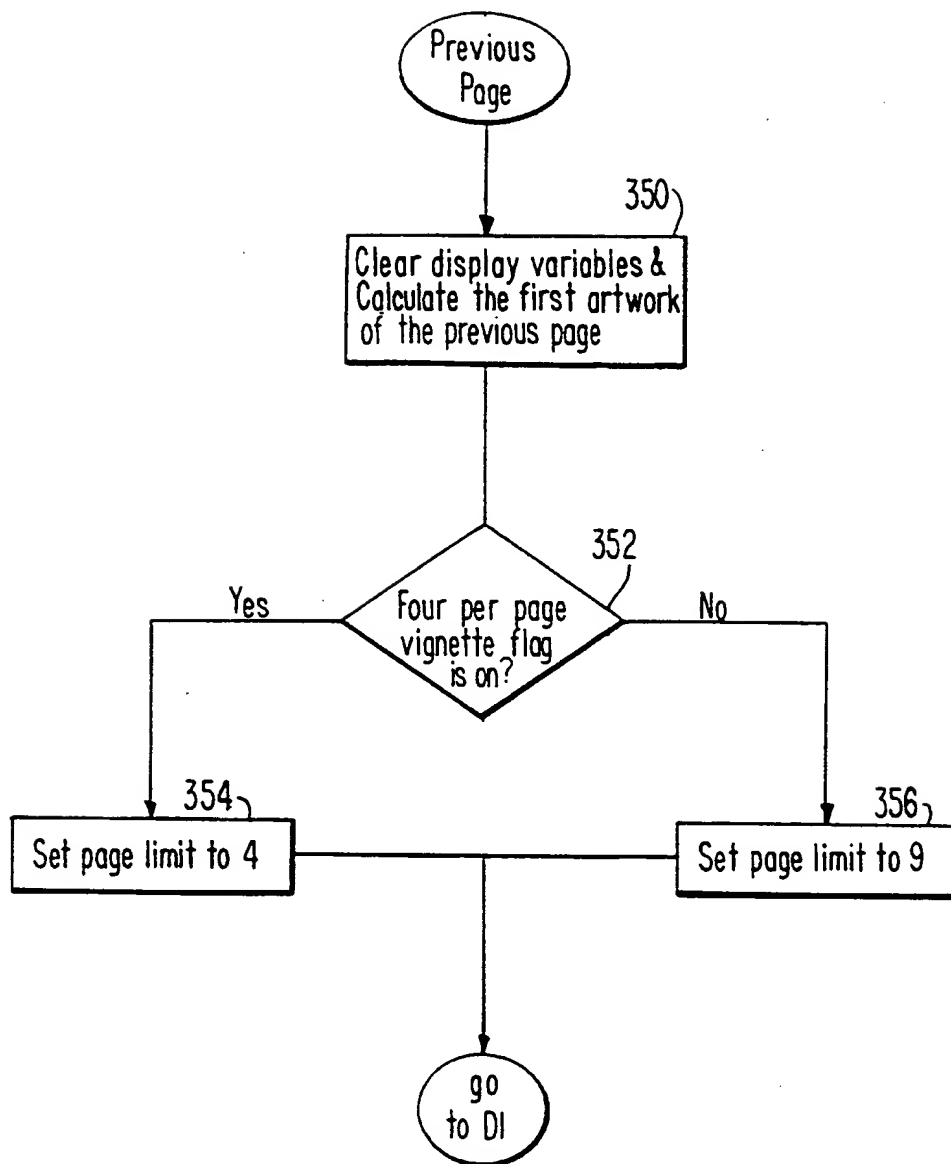 Previous
Page
350
Clear display variables &
Calculate the first artwork
of the previous page
352
Yes
Four per page
vignette flag
is on?
No
354
Set page limit to 4
356
Set page limit to 9
go
to DI